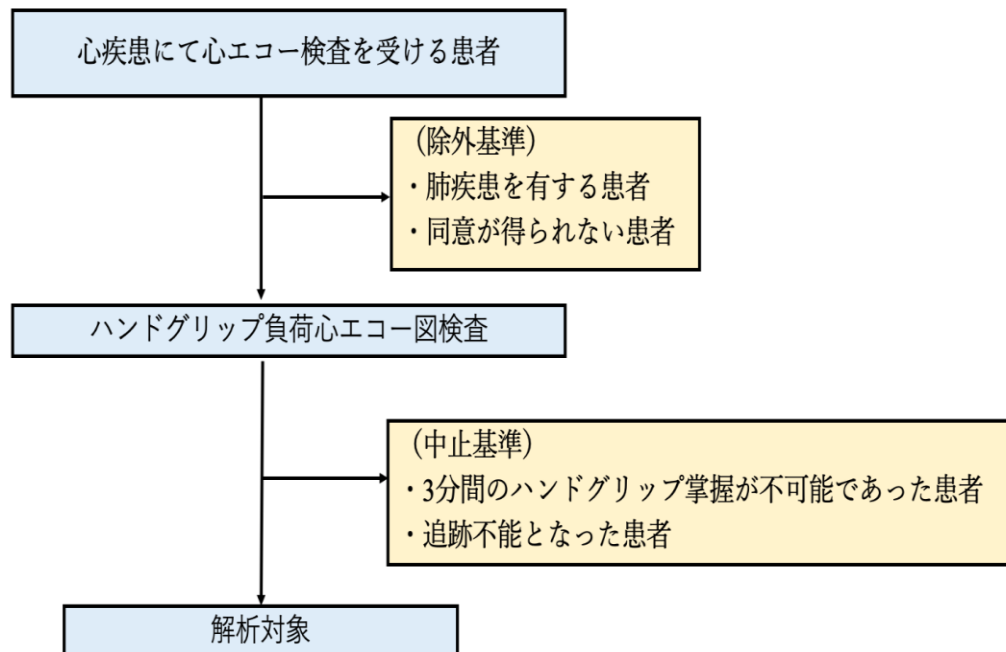 心疾患にて心エコー検査を受ける患者
(除外基準)
・肺疾患を有する患者
・同意が得られない患者
ハンドグリップ負荷心エコー図検査
(中止基準)
・3分間のハンドグリップ掌握が不可能であった患者
・追跡不能となった患者
解析対象